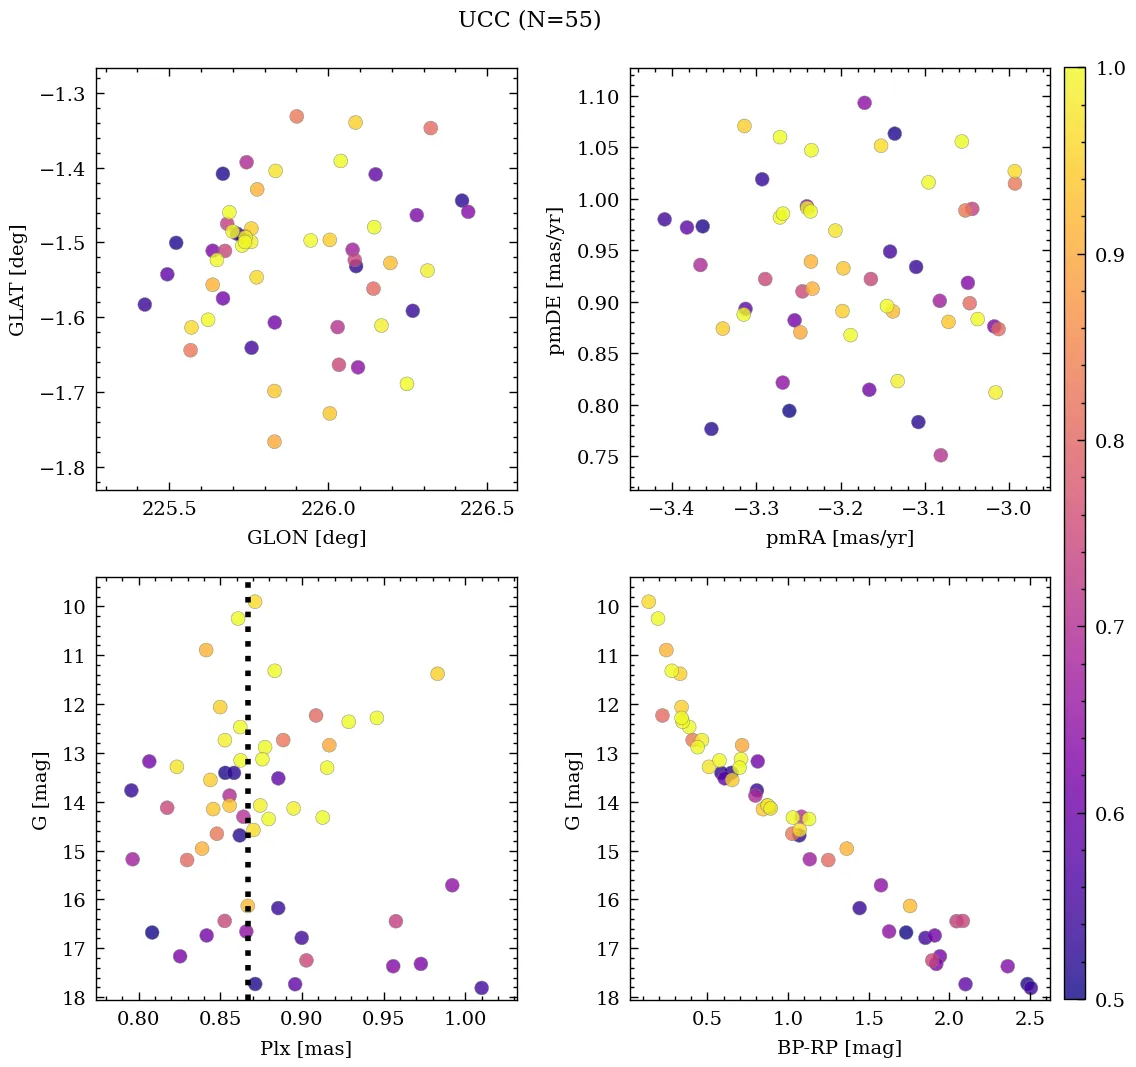 UCC (N=55)
−1.3
−1.4
−1.5
−1.6
−1.7
−1.8
GLAT [deg]
225.5 226.0 226.5
GLON [deg]
1.10
1.05
1.00
0.95
0.90
0.85
0.80
0.75
pmDE [mas/yr]
−3.4 −3.3 −3.2 −3.1 −3.0
pmRA [mas/yr]
10
11
12
13
14
15
16
17
18
G [mag]
0.80 0.85 0.90 0.95 1.00
Plx [mas]
10
11
12
13
14
15
16
17
18
G [mag]
0.5 1.0 1.5 2.0 2.5
BP-RP [mag]
1.0
0.9
0.8
0.7
0.6
0.5